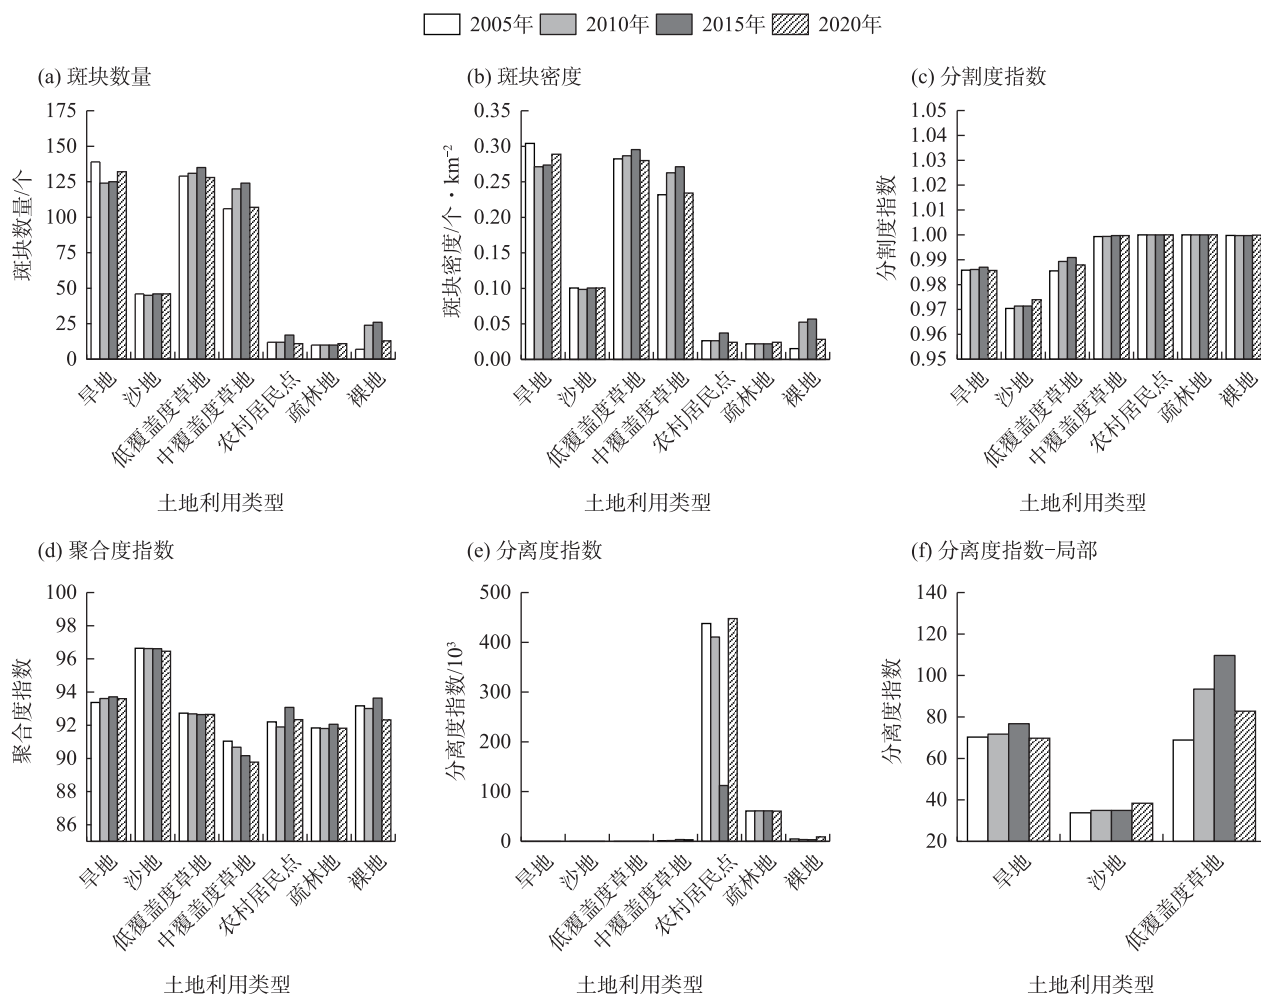 2005年 2010年 2015年 2020年
(a) 斑块数量
斑块数量/个
175
150
125
100
75
50
25
0
旱地
沙地
低覆盖度草地
中覆盖度草地
农村居民点
疏林地
裸地
土地利用类型
(b) 斑块密度
斑块密度/个·km⁻²
0.35
0.30
0.25
0.20
0.15
0.10
0.05
0.00
旱地
沙地
低覆盖度草地
中覆盖度草地
农村居民点
疏林地
裸地
土地利用类型
(c) 分割度指数
分割度指数
1.05
1.04
1.03
1.02
1.01
1.00
0.99
0.98
0.97
0.96
0.95
旱地
沙地
低覆盖度草地
中覆盖度草地
农村居民点
疏林地
裸地
土地利用类型
(d) 聚合度指数
聚合度指数
100
98
96
94
92
90
88
86
旱地
沙地
低覆盖度草地
中覆盖度草地
农村居民点
疏林地
裸地
土地利用类型
(e) 分离度指数
分离度指数/10³
500
400
300
200
100
0
旱地
沙地
低覆盖度草地
中覆盖度草地
农村居民点
疏林地
裸地
土地利用类型
(f) 分离度指数-局部
分离度指数
140
120
100
80
60
40
20
旱地
沙地
低覆盖度草地
土地利用类型